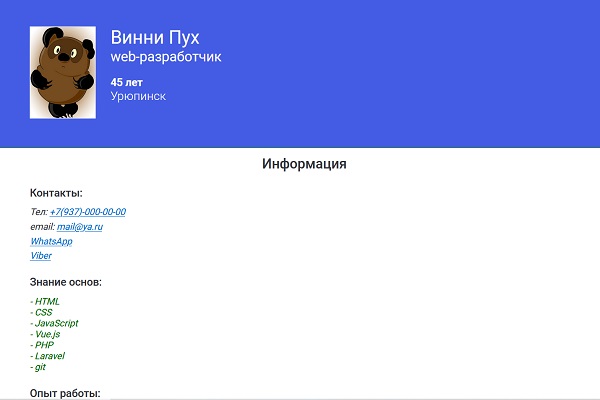 Винни Пух
web-разработчик
45 лет
Урюпинск
Информация
Контакты:
Тел: +7(937)-000-00-00
email: mail@ya.ru
WhatsApp
Viber
Знание основ:
- HTML
- CSS
- JavaScript
- Vue.js
- PHP
- Laravel
- git
Опыт работы: